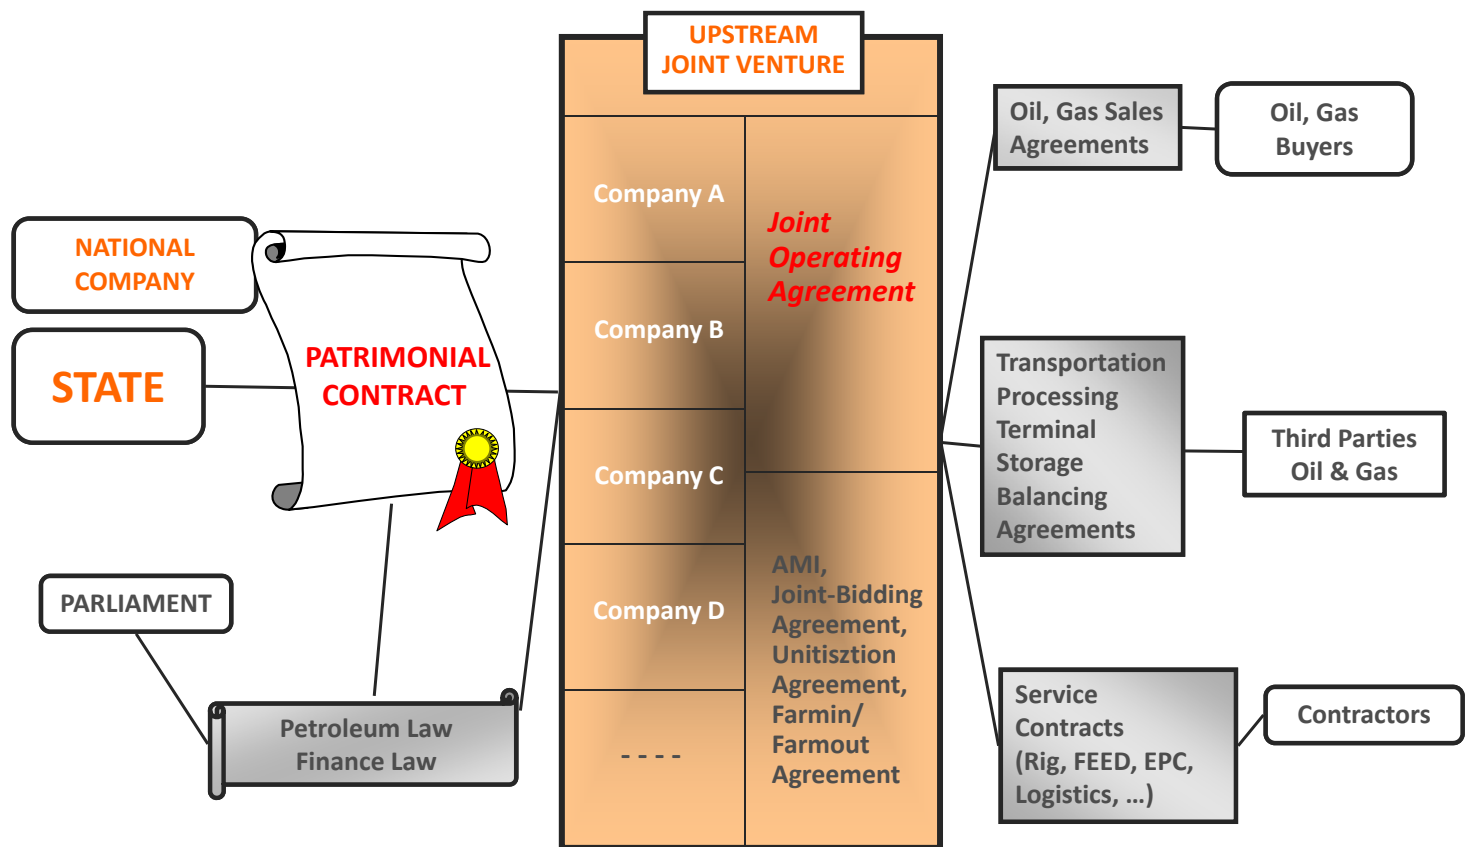 UPSTREAM
JOINT VENTURE
NATIONAL
COMPANY
STATE
PATRIMONIAL
CONTRACT
PARLIAMENT
Petroleum Law
Finance Law
Company A
Company B
Company C
Company D
- - - -
Joint
Operating
Agreement
AMI,
Joint-Bidding
Agreement,
Unitisztion
Agreement,
Farmin/
Farmout
Agreement
Oil, Gas Sales
Agreements
Oil, Gas
Buyers
Transportation
Processing
Terminal
Storage
Balancing
Agreements
Third Parties
Oil & Gas
Service
Contracts
(Rig, FEED, EPC,
Logistics, ...)
Contractors